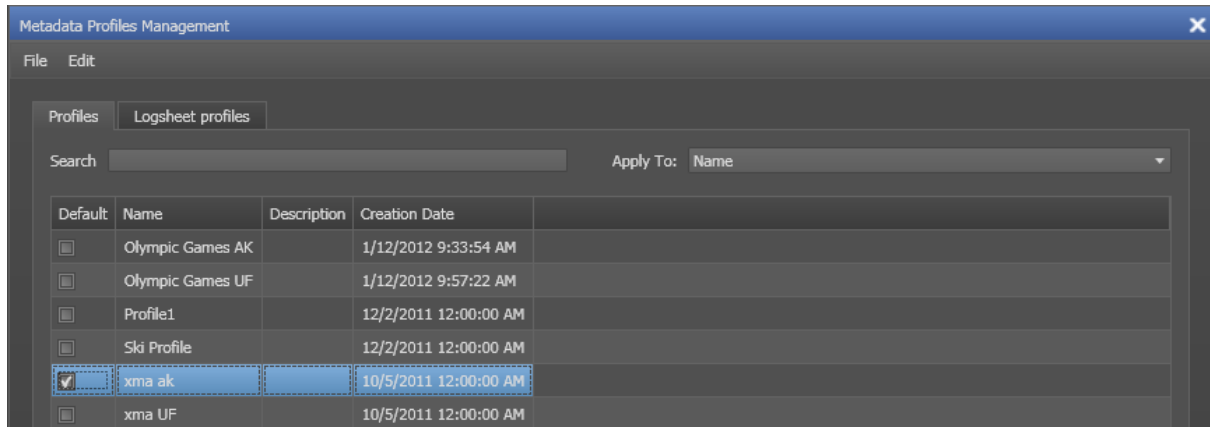 Metadata Profiles Management
File Edit
Profiles Logsheet profiles
Search Apply To: Name
Default Name Description Creation Date
Olympic Games AK 1/12/2012 9:33:54 AM
Olympic Games UF 1/12/2012 9:57:22 AM
Profile1 12/2/2011 12:00:00 AM
Ski Profile 12/2/2011 12:00:00 AM
xma ak 10/5/2011 12:00:00 AM
xma UF 10/5/2011 12:00:00 AM